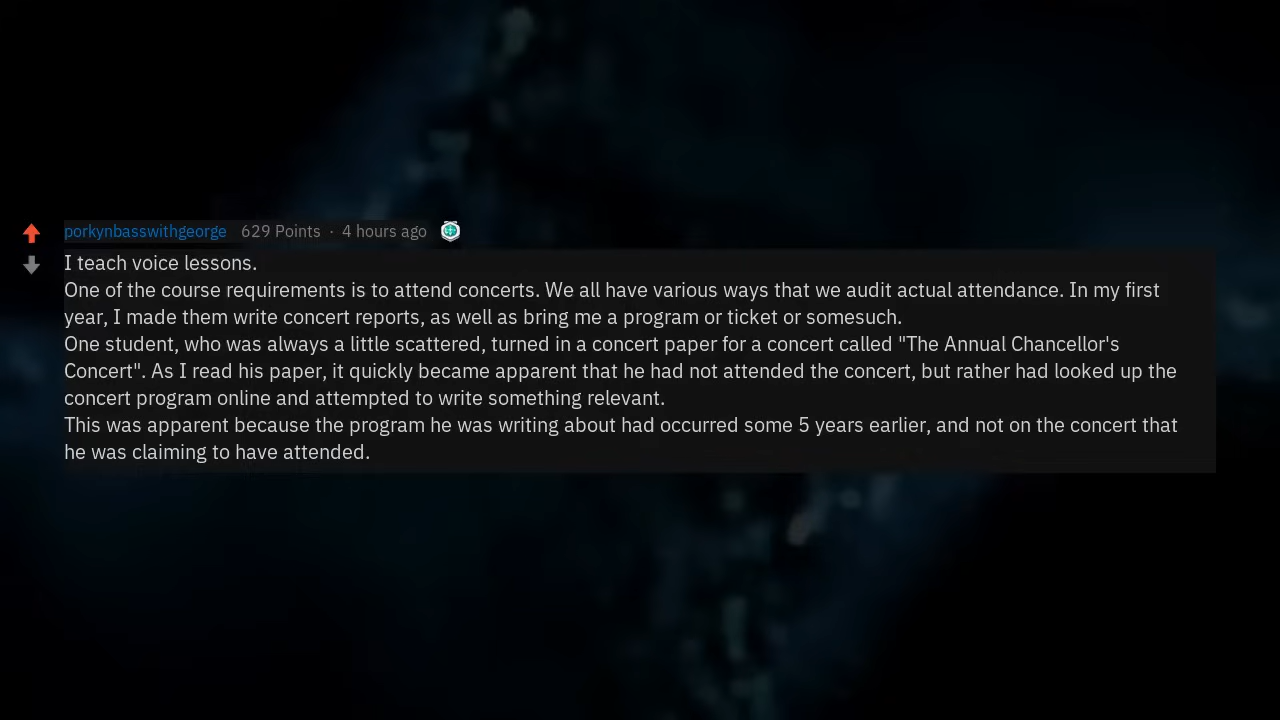 porkynbasswithgeorge 629 Points · 4 hours ago
I teach voice lessons.
One of the course requirements is to attend concerts. We all have various ways that we audit actual attendance. In my first
year, I made them write concert reports, as well as bring me a program or ticket or somesuch.
One student, who was always a little scattered, turned in a concert paper for a concert called "The Annual Chancellor's
Concert". As I read his paper, it quickly became apparent that he had not attended the concert, but rather had looked up the
concert program online and attempted to write something relevant.
This was apparent because the program he was writing about had occurred some 5 years earlier, and not on the concert that
he was claiming to have attended.